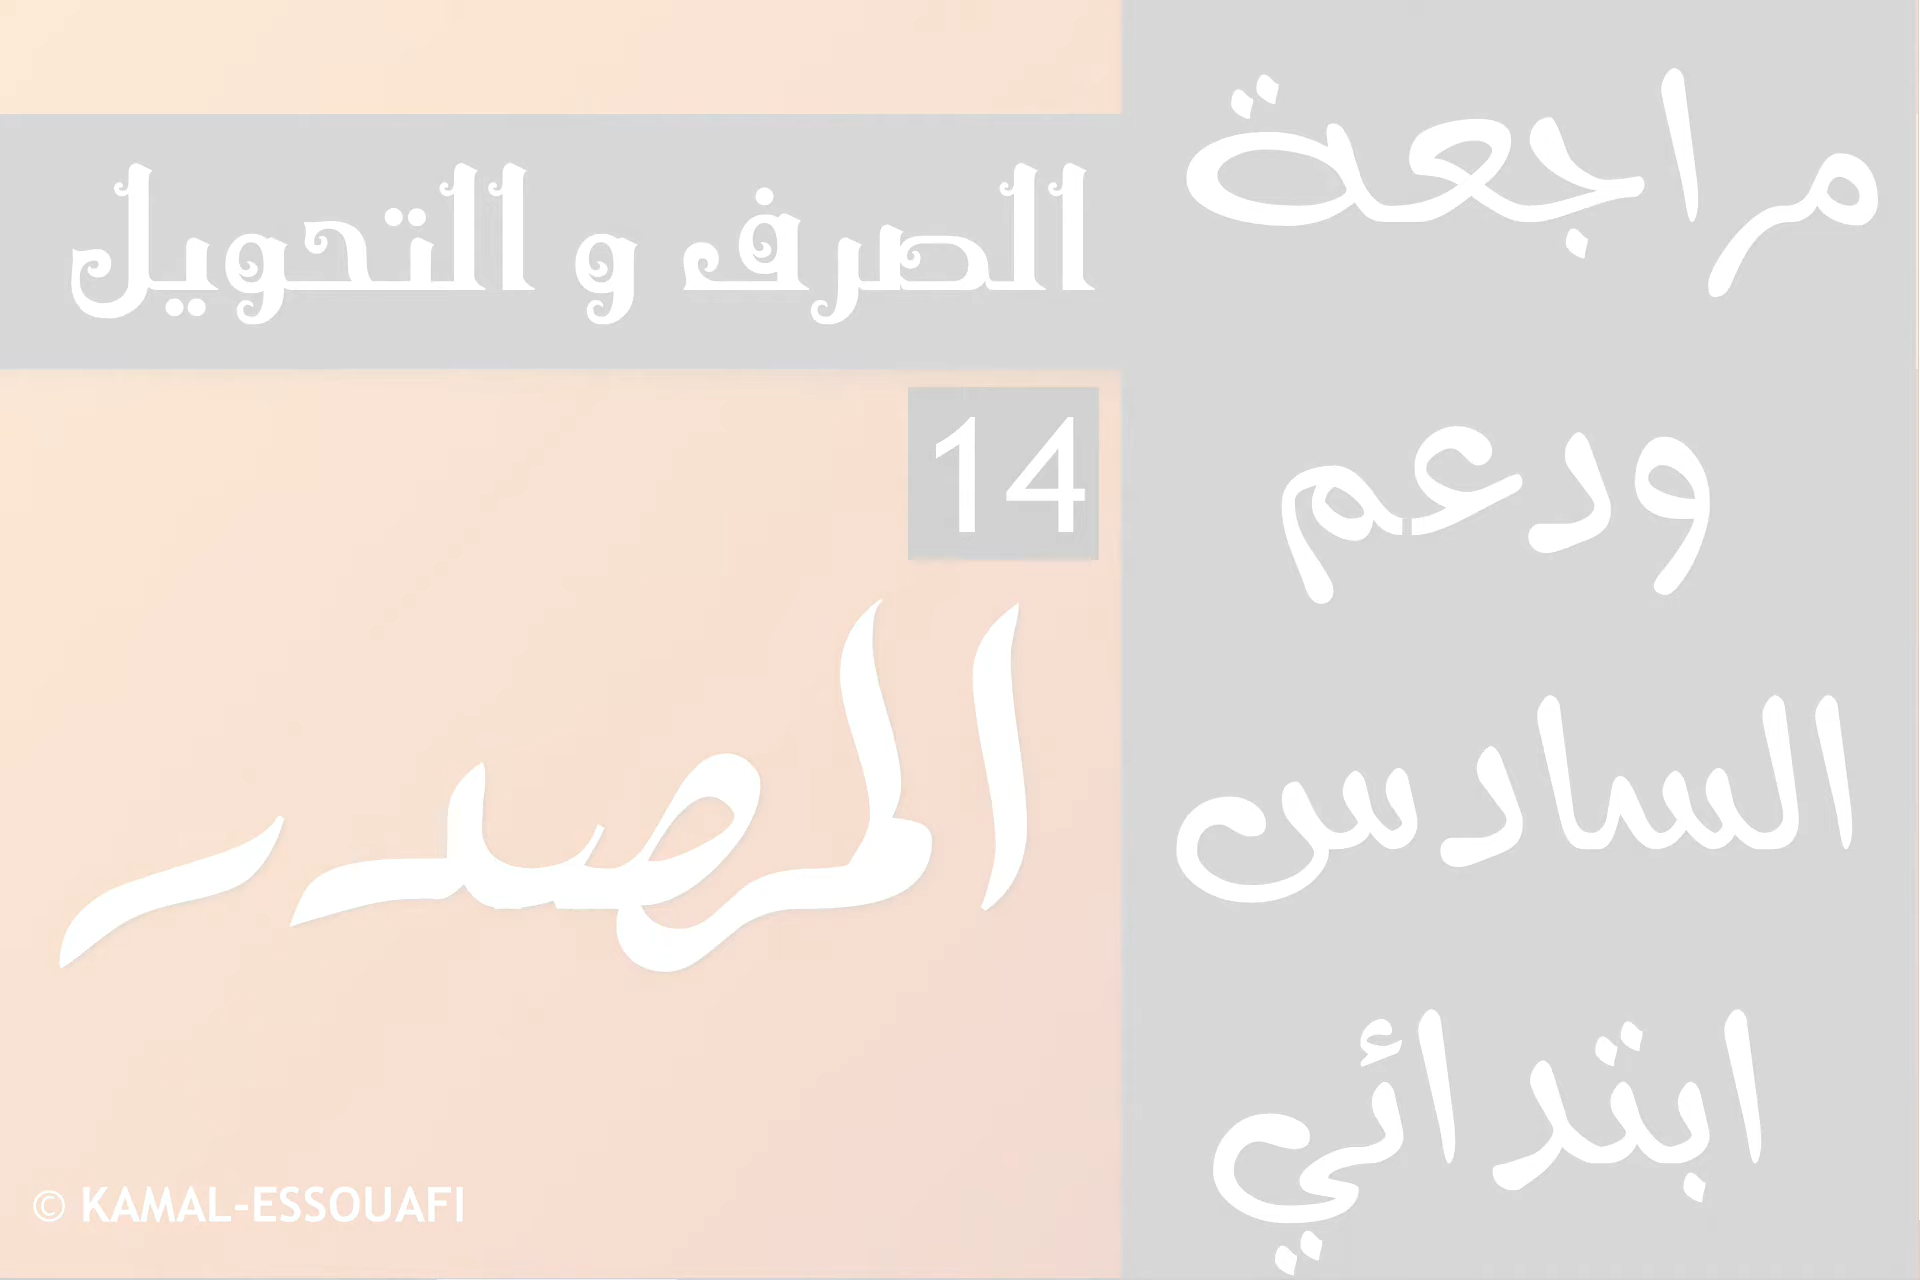 مراجعة
ودعم
السادس
ابتدائي
الصرف و التحويل
14
المصدر
© KAMAL-ESSOUAFI